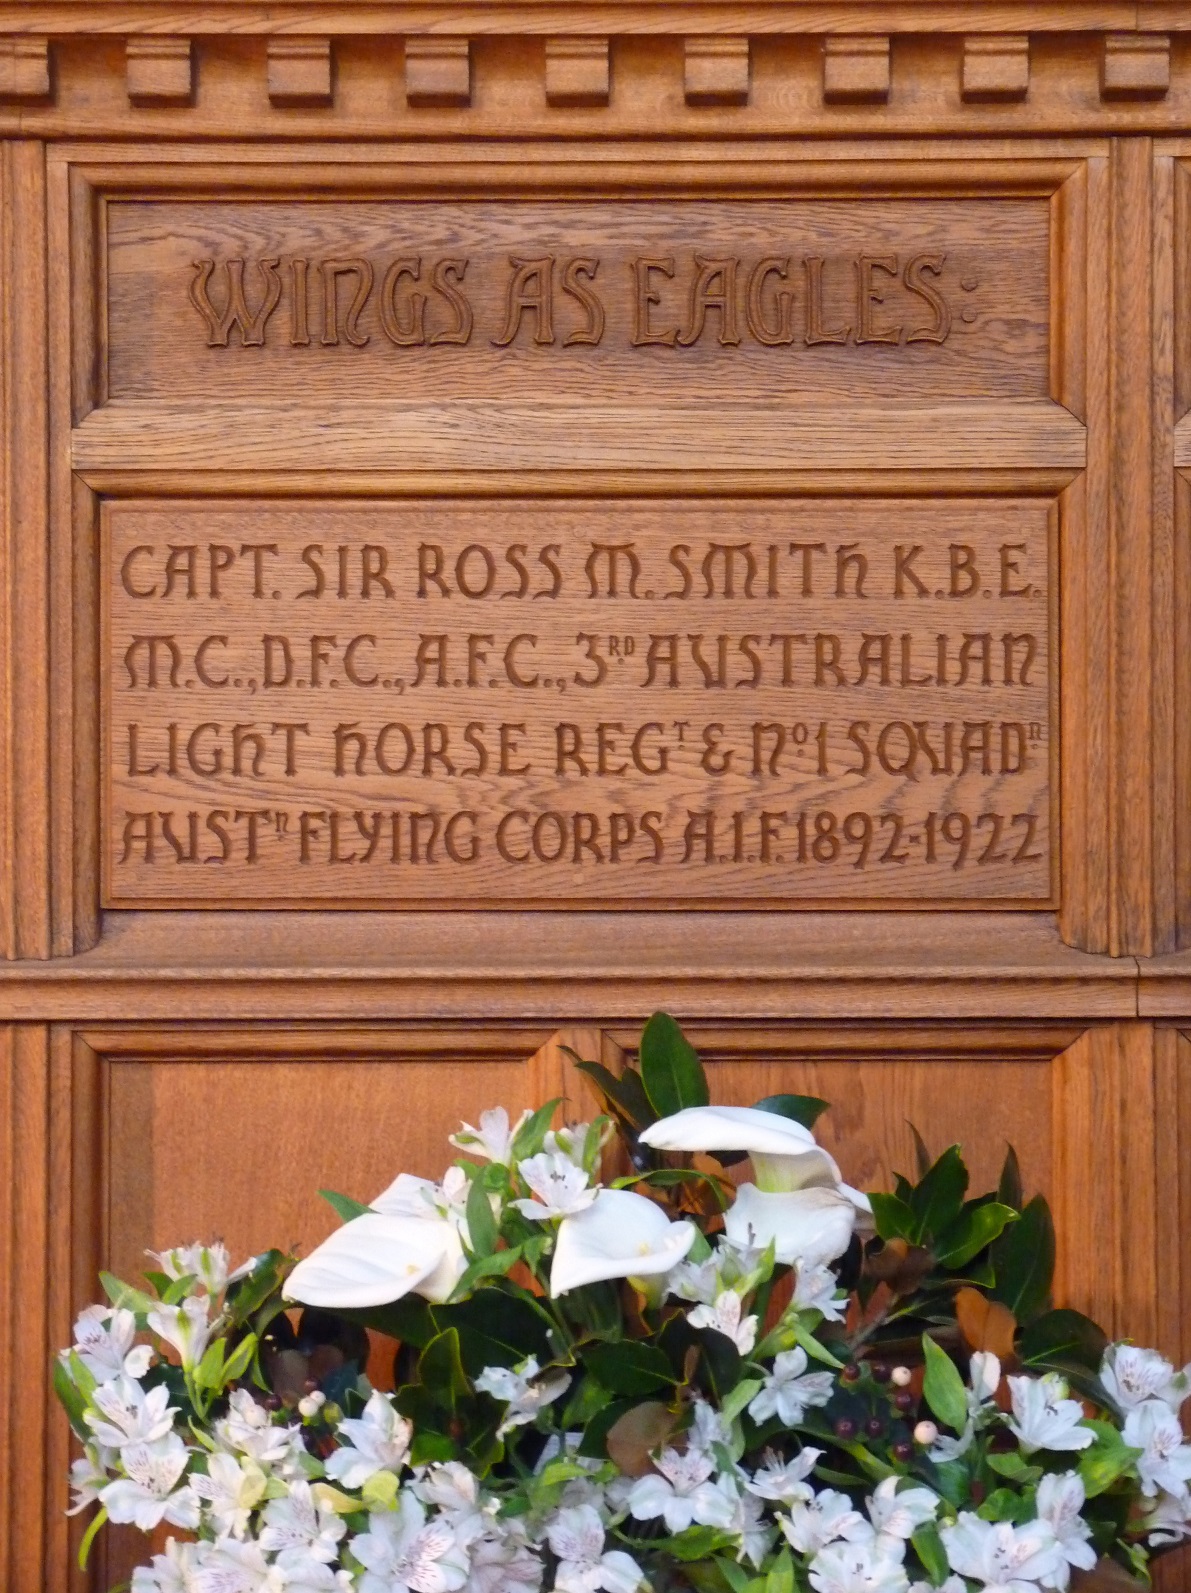 WINGS AS EAGLES:
CAPT. SIR ROSS M. SMITH K.B.E.
M.C., D.F.C., A.F.C., 3RD AUSTRALIAN
LIGHT HORSE REGT & NO 1 SQUADN
AUSTN FLYING CORPS A.I.F. 1892-1922